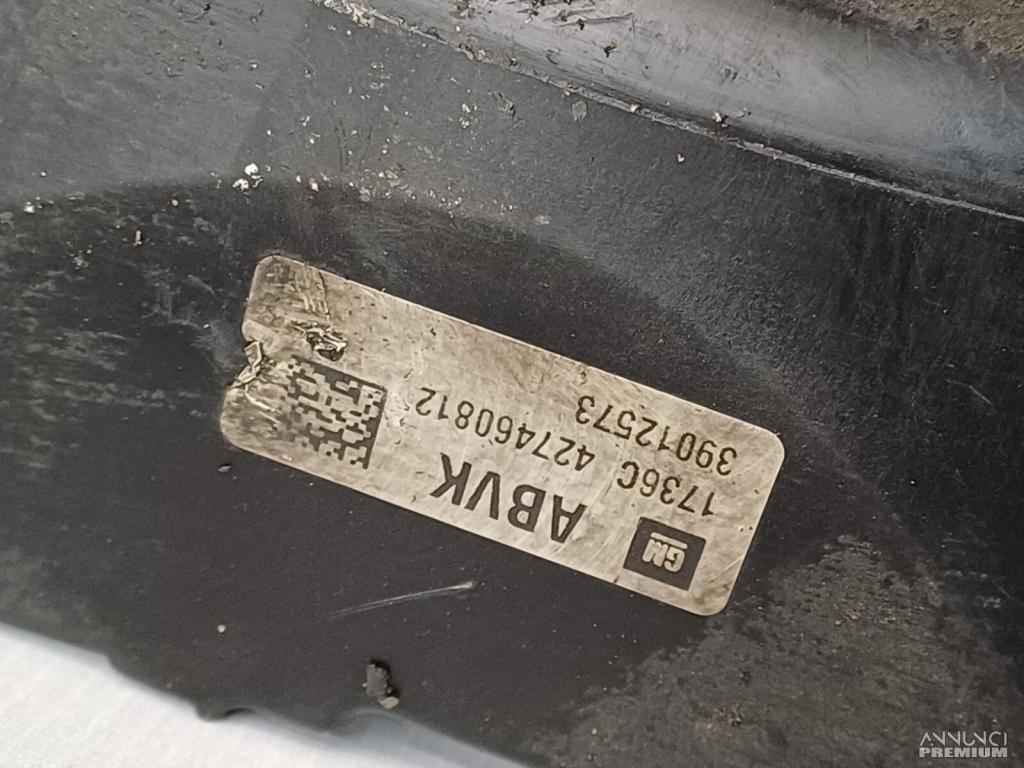 GM
ABVK
1736C 427460812
39012573
ANNUNCI
PREMIUM